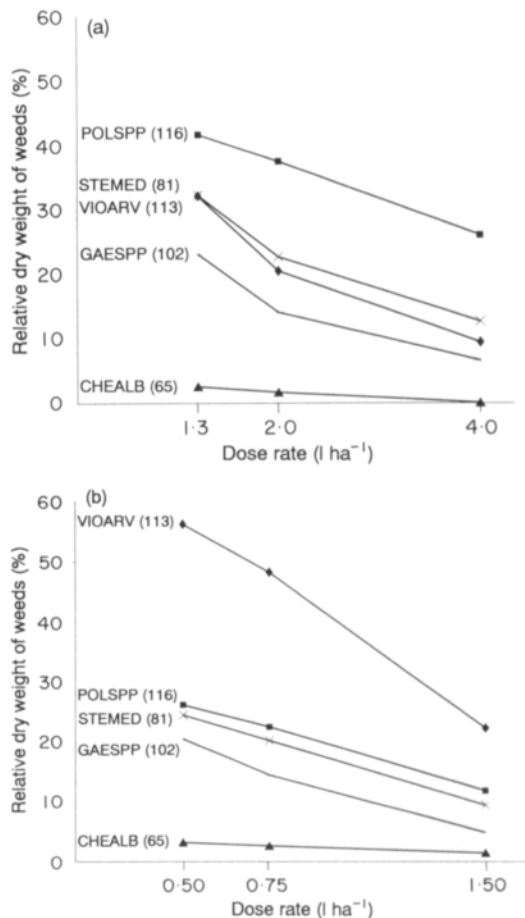 (a)
60
50
40
30
20
10
0
Relative dry weight of weeds (%)
POLSPP (116)
STEMED (81)
VIOARV (113)
GAESPP (102)
CHEALB (65)
1·3 2·0 4·0
Dose rate (l ha⁻¹)
(b)
60
50
40
30
20
10
0
Relative dry weight of weeds (%)
VIOARV (113)
POLSPP (116)
STEMED (81)
GAESPP (102)
CHEALB (65)
0·50 0·75 1·50
Dose rate (l ha⁻¹)